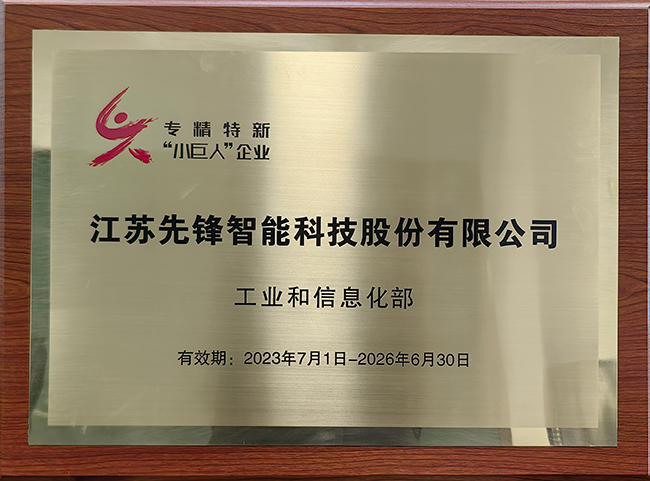 专精特新
“小巨人”企业
江苏先锋智能科技股份有限公司
工业和信息化部
有效期：2023年7月1日-2026年6月30日